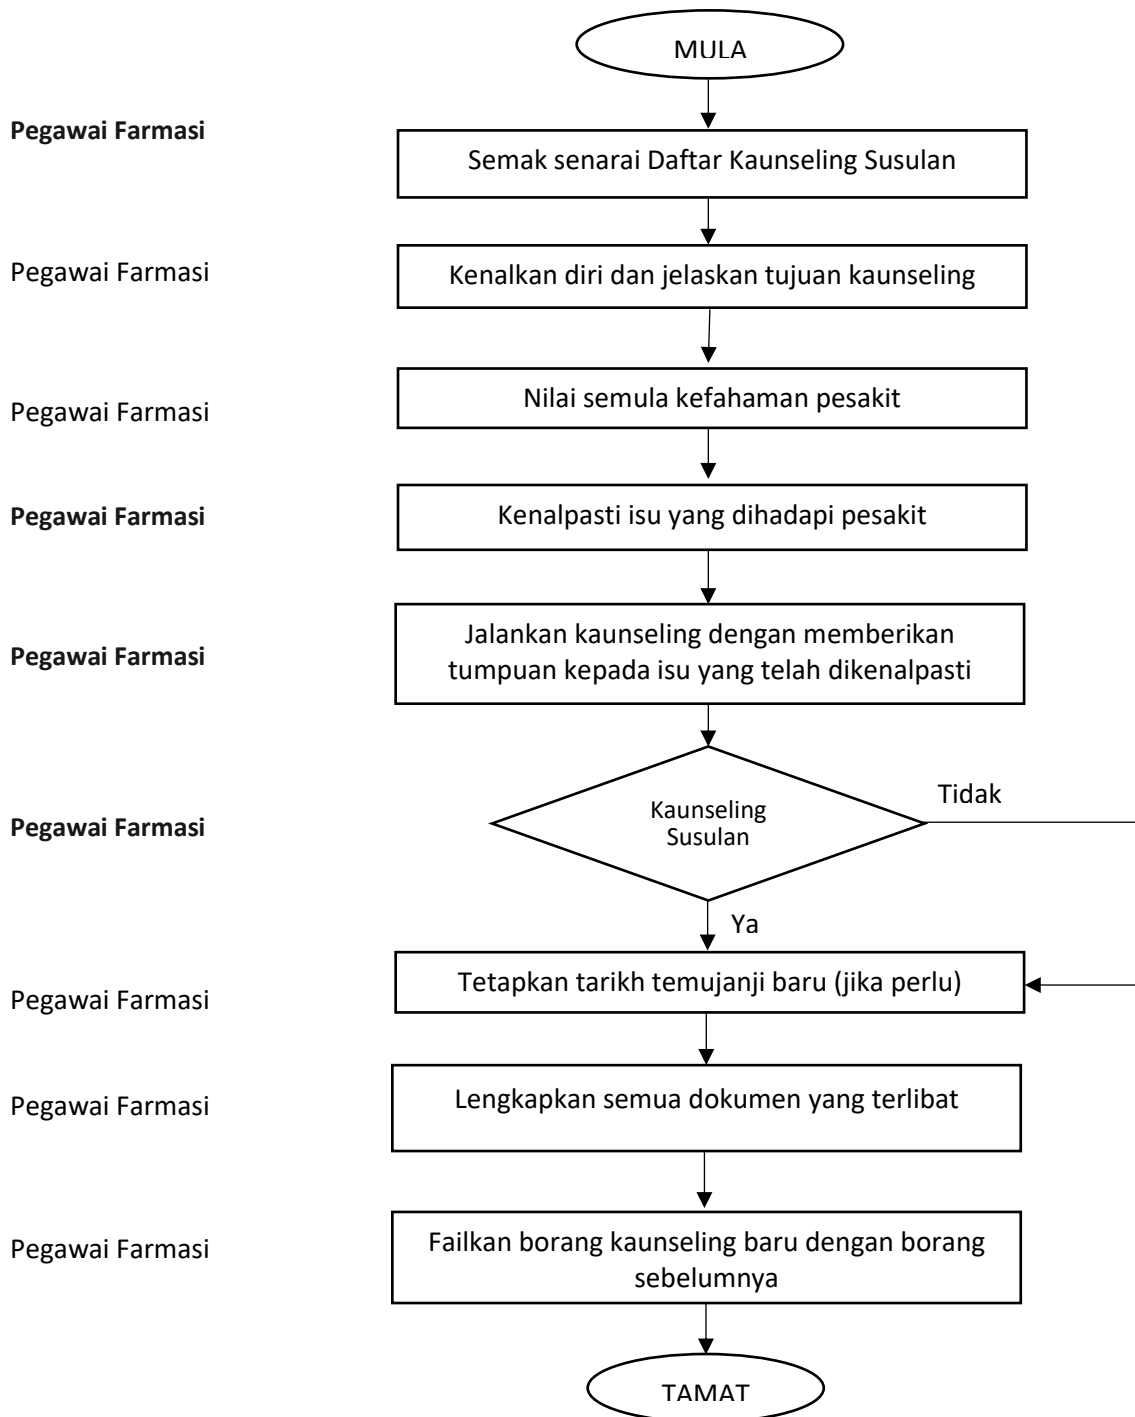 MULA
Pegawai Farmasi
Semak senarai Daftar Kaunseling Susulan
Pegawai Farmasi
Kenalkan diri dan jelaskan tujuan kaunseling
Pegawai Farmasi
Nilai semula kefahaman pesakit
Pegawai Farmasi
Kenalpasti isu yang dihadapi pesakit
Pegawai Farmasi
Jalankan kaunseling dengan memberikan
tumpuan kepada isu yang telah dikenalpasti
Pegawai Farmasi
Kaunseling
Susulan
Tidak
Ya
Pegawai Farmasi
Tetapkan tarikh temujanji baru (jika perlu)
Pegawai Farmasi
Lengkapkan semua dokumen yang terlibat
Pegawai Farmasi
Failkan borang kaunseling baru dengan borang
sebelumnya
TAMAT